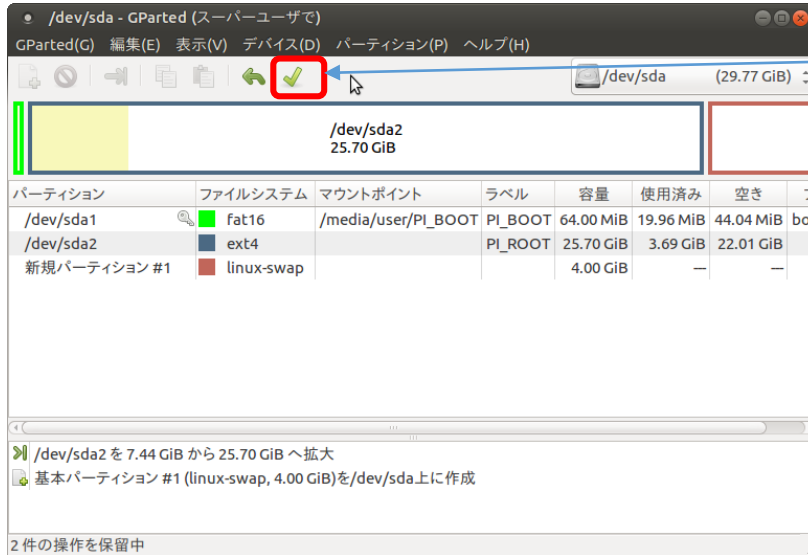 /dev/sda - GParted (スーパーユーザで)
GParted(G) 編集(E) 表示(V) デバイス(D) パーティション(P) ヘルプ(H)
/dev/sda (29.77 GiB)
/dev/sda2
25.70 GiB
パーティション ファイルシステム マウントポイント ラベル 容量 使用済み 空き
/dev/sda1 fat16 /media/user/PI_BOOT PI_BOOT 64.00 MiB 19.96 MiB 44.04 MiB
/dev/sda2 ext4 PI_ROOT 25.70 GiB 3.69 GiB 22.01 GiB
新規パーティション #1 linux-swap 4.00 GiB --- ---
/dev/sda2 を 7.44 GiB から 25.70 GiB へ拡大
基本パーティション #1 (linux-swap, 4.00 GiB)を/dev/sda上に作成
2 件の操作を保留中